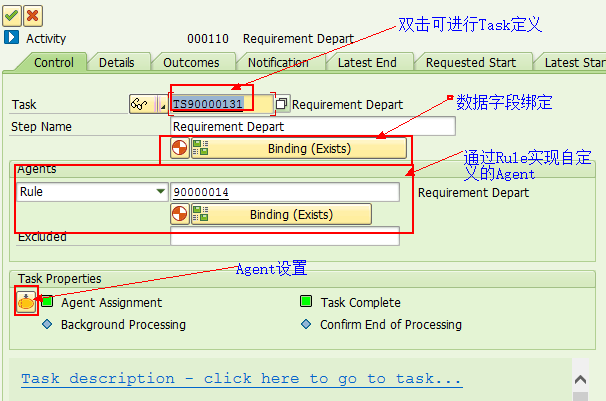 双击可进行Task定义
Activity 000110 Requirement Depart
Control Details Outcomes Notification Latest End Requested Start Latest Star
Task TS90000131 Requirement Depart
数据字段绑定
Step Name Requirement Depart
Binding (Exists)
通过Rule实现自定
义的Agent
Agents
Rule 90000014 Requirement Depart
Binding (Exists)
Excluded
Agent设置
Task Properties
Agent Assignment Task Complete
Background Processing Confirm End of Processing
Task description - click here to go to task...